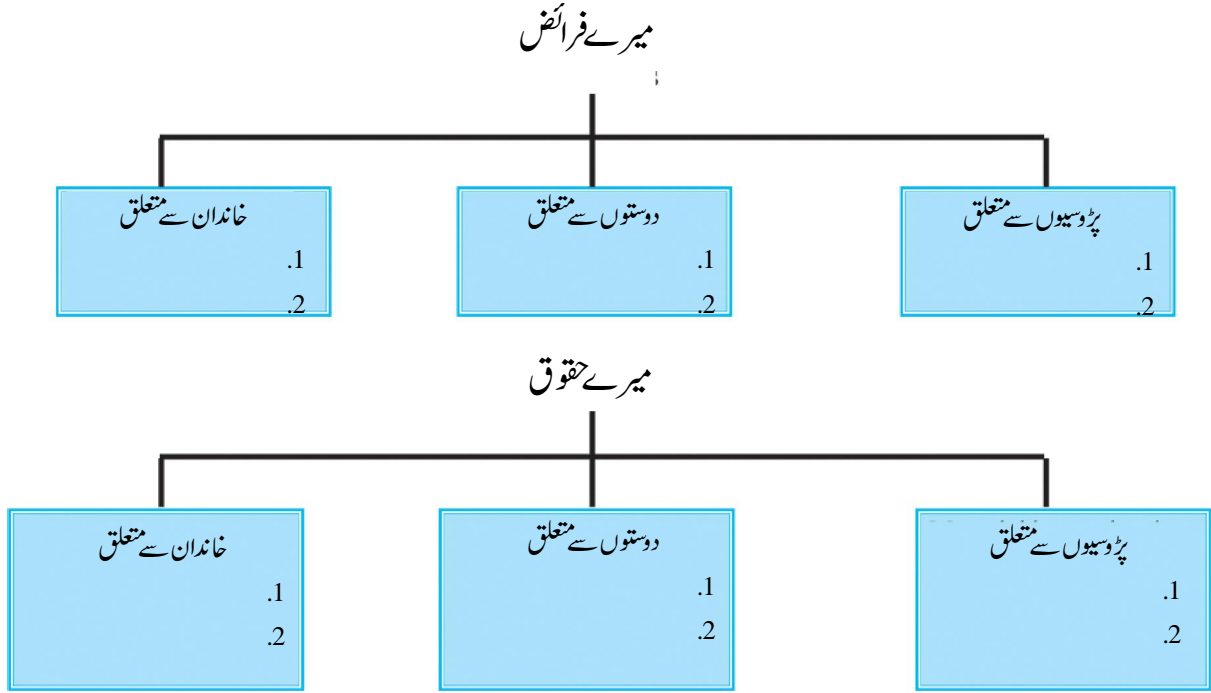 میرے فرائض
پڑوسیوں سے متعلق
.1
.2
دوستوں سے متعلق
.1
.2
خاندان سے متعلق
.1
.2
میرے حقوق
پڑوسیوں سے متعلق
.1
.2
دوستوں سے متعلق
.1
.2
خاندان سے متعلق
.1
.2